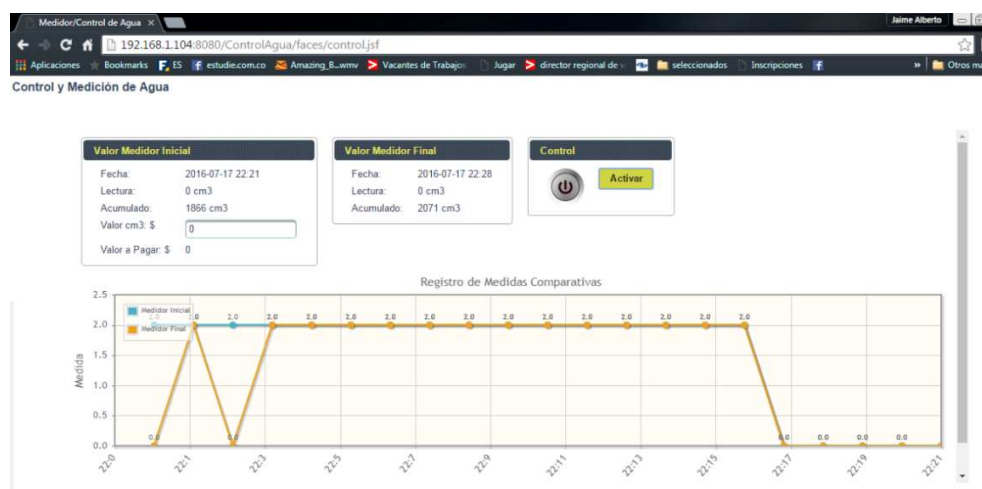 Medidor/Control de Agua ×
Jaime Alberto
192.168.1.104:8080/ControlAgua/faces/control.jsf
Aplicaciones Bookmarks ES estudie.com.co Amazing_B...wmv Vacantes de Trabajo Jugar director regional de seleccionados Inscripciones » Otros ma
Control y Medición de Agua
Valor Medidor Inicial
Fecha: 2016-07-17 22:21
Lectura: 0 cm3
Acumulado: 1866 cm3
Valor cm3: $ 0
Valor a Pagar: $ 0
Valor Medidor Final
Fecha: 2016-07-17 22:28
Lectura: 0 cm3
Acumulado: 2071 cm3
Control
Activar
Registro de Medidas Comparativas
Medidor Inicial
Medidor Final
Medida
2.5
2.0
1.5
1.0
0.5
0.0
2.0 2.0 2.0 2.0 2.0 2.0 2.0 2.0 2.0 2.0 2.0 2.0 2.0 2.0
0.0 0.0 0.0 0.0 0.0
22:0 22:1 22:3 22:5 22:7 22:9 22:11 22:13 22:15 22:17 22:19 22:21